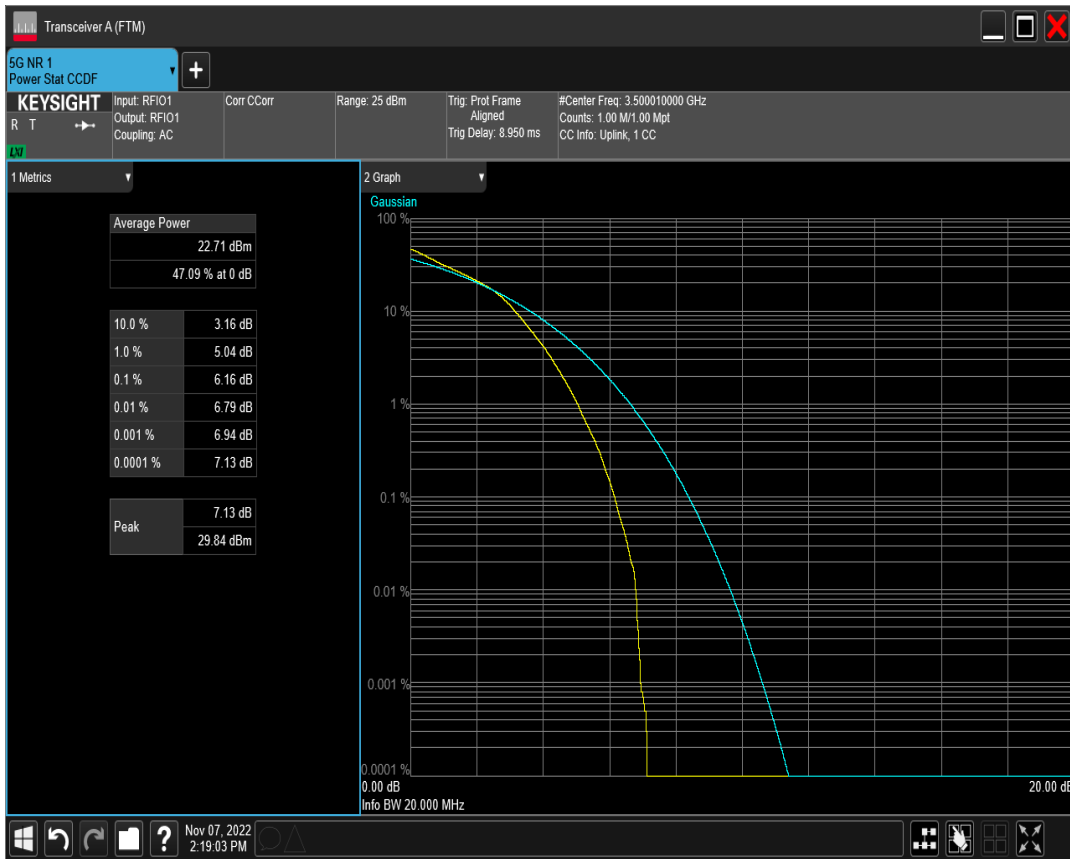 Transceiver A (FTM)
5G NR 1
Power Stat CCDF
+
KEYSIGHT
R T
LXI
Input: RFIO1
Output: RFIO1
Coupling: AC
Corr CCorr
Range: 25 dBm
Trig: Prot Frame
Aligned
Trig Delay: 8.950 ms
#Center Freq: 3.500010000 GHz
Counts: 1.00 M/1.00 Mpt
CC Info: Uplink, 1 CC
1 Metrics
Average Power
22.71 dBm
47.09 % at 0 dB
10.0 % 3.16 dB
1.0 % 5.04 dB
0.1 % 6.16 dB
0.01 % 6.79 dB
0.001 % 6.94 dB
0.0001 % 7.13 dB
Peak
7.13 dB
29.84 dBm
2 Graph
Gaussian
100 %
10 %
1 %
0.1 %
0.01 %
0.001 %
0.0001 %
0.00 dB
20.00 dB
Info BW 20.000 MHz
?
Nov 07, 2022
2:19:03 PM